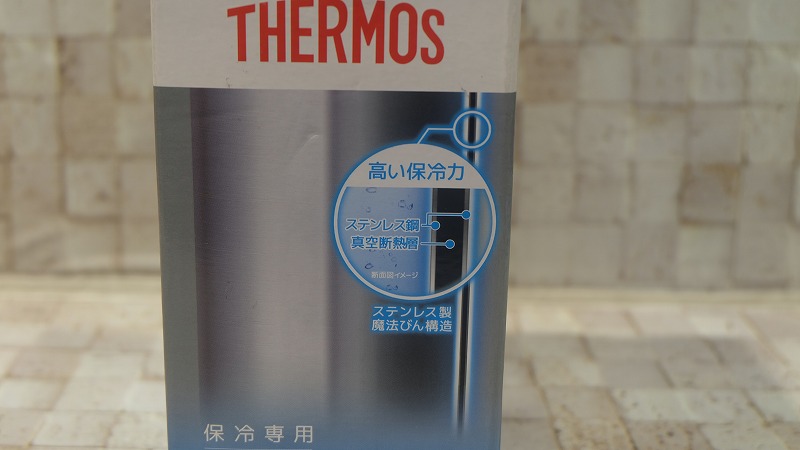 THERMOS
高い保冷力
ステンレス鋼
真空断熱層
断面図イメージ
ステンレス製
魔法びん構造
保冷専用